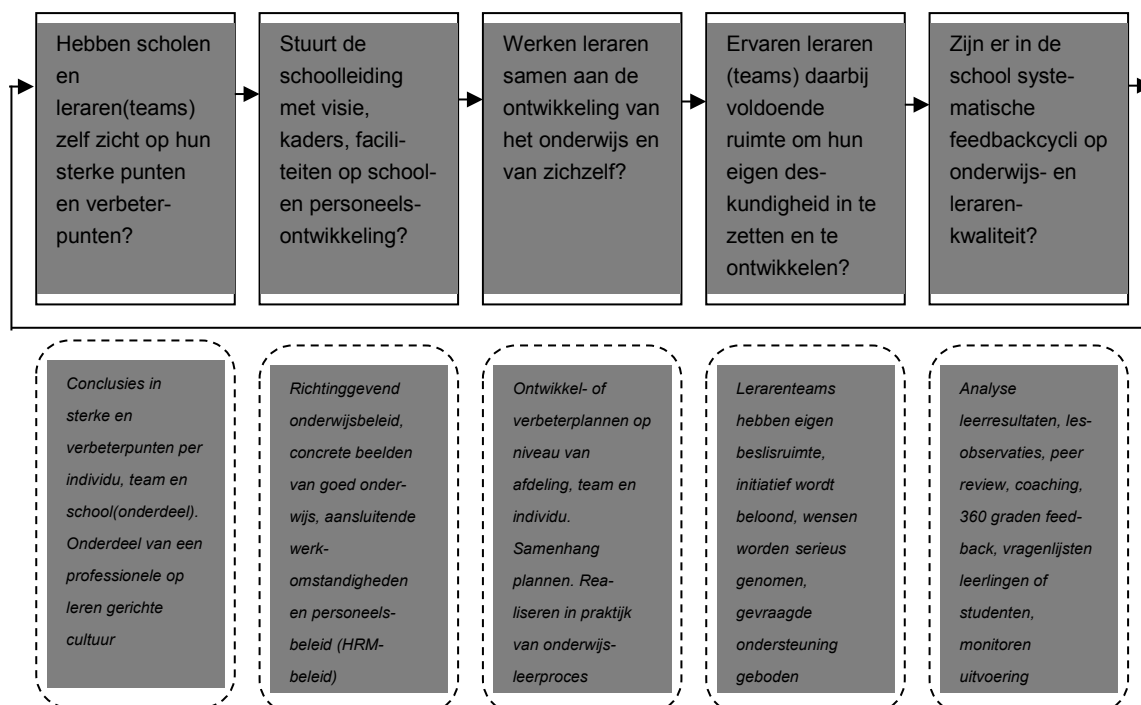 Hebben scholen
en
leraren(teams)
zelf zicht op hun
sterke punten
en verbeter-
punten?
Stuurt de
schoolleiding
met visie,
kaders, facili-
teiten op school-
en personeels-
ontwikkeling?
Werken leraren
samen aan de
ontwikkeling van
het onderwijs en
van zichzelf?
Ervaren leraren
(teams) daarbij
voldoende
ruimte om hun
eigen des-
kundigheid in te
zetten en te
ontwikkelen?
Zijn er in de
school syste-
matische
feedbackcycli op
onderwijs- en
leraren-
kwaliteit?
Conclusies in
sterke en
verbeterpunten per
individu, team en
school(onderdeel).
Onderdeel van een
professionele op
leren gerichte
cultuur
Richtinggevend
onderwijsbeleid,
concrete beelden
van goed onder-
wijs, aansluitende
werk-
omstandigheden
en personeels-
beleid (HRM-
beleid)
Ontwikkel- of
verbeterplannen op
niveau van
afdeling, team en
individu.
Samenhang
plannen. Rea-
liseren in praktijk
van onderwijs-
leerproces
Lerarenteams
hebben eigen
beslisruimte,
initiatief wordt
beloond, wensen
worden serieus
genomen,
gevraagde
ondersteuning
geboden
Analyse
leerresultaten, les-
observaties, peer
review, coaching,
360 graden feed-
back, vragenlijsten
leerlingen of
studenten,
monitoren
uitvoering